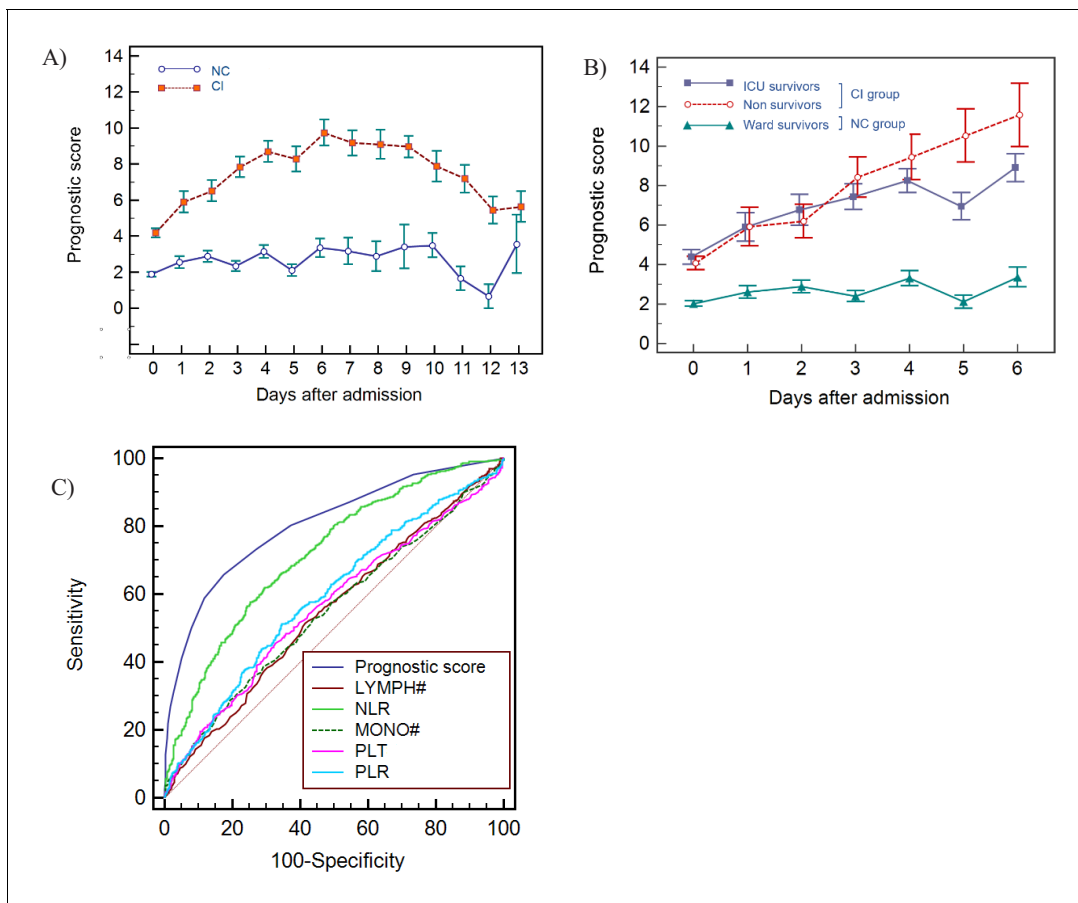 A)
Prognostic score
14
12
10
8
6
4
2
0
NC
CI
0 1 2 3 4 5 6 7 8 9 10 11 12 13
Days after admission
B)
Prognostic score
14
12
10
8
6
4
2
0
ICU survivors
Non survivors
CI group
Ward survivors
NC group
0 1 2 3 4 5 6
Days after admission
C)
Sensitivity
100
80
60
40
20
0
Prognostic score
LYMPH#
NLR
MONO#
PLT
PLR
0 20 40 60 80 100
100-Specificity